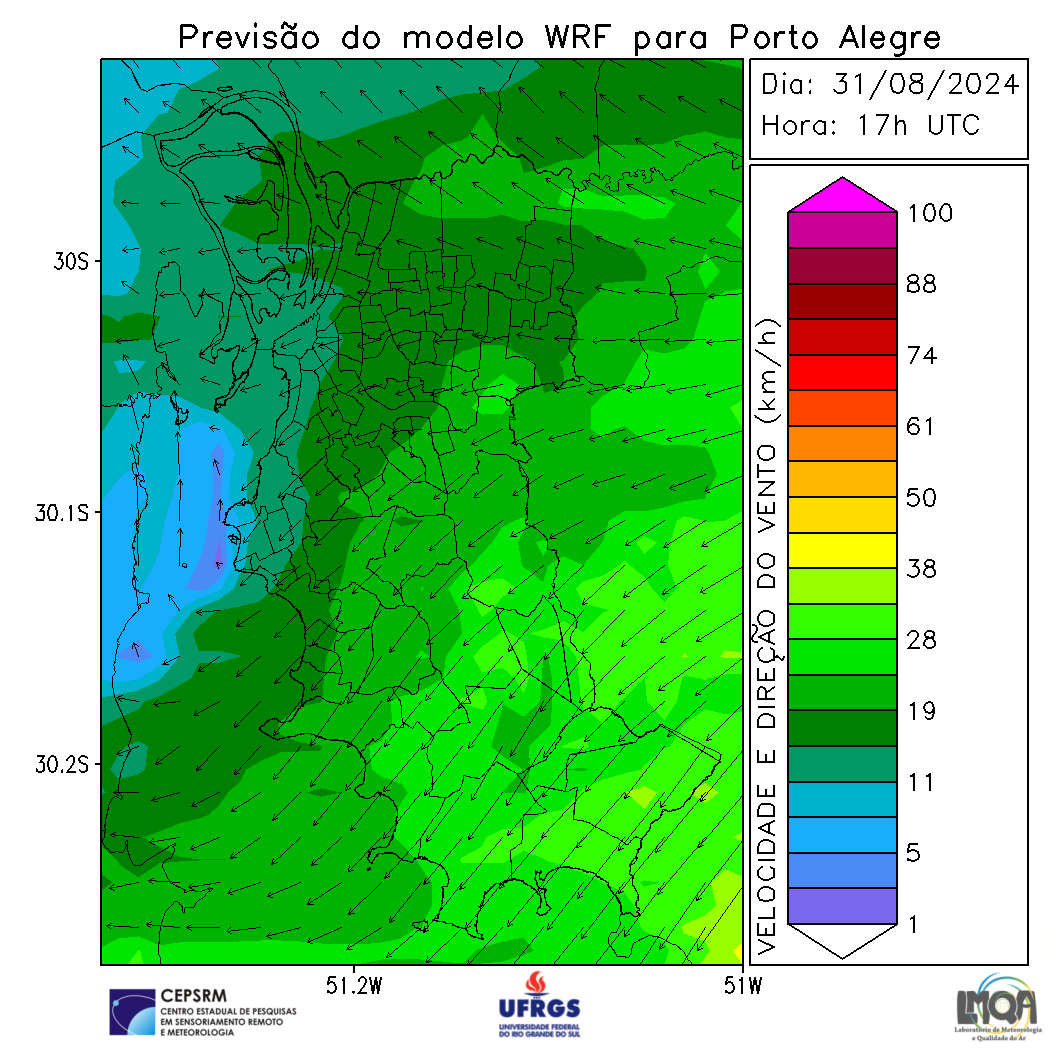 Previsão do modelo WRF para Porto Alegre
Dia: 31/08/2024
Hora: 17h UTC
30S
30.1S
30.2S
51.2W
51W
VELOCIDADE E DIREÇÃO DO VENTO (km/h)
100
88
74
61
50
38
28
19
11
5
1
CEPSRM
CENTRO ESTADUAL DE PESQUISAS
EM SENSORIAMENTO REMOTO
E METEOROLOGIA
UFRGS
UNIVERSIDADE FEDERAL
DO RIO GRANDE DO SUL
LMQA
Laboratório de Meteorologia
e Qualidade do Ar